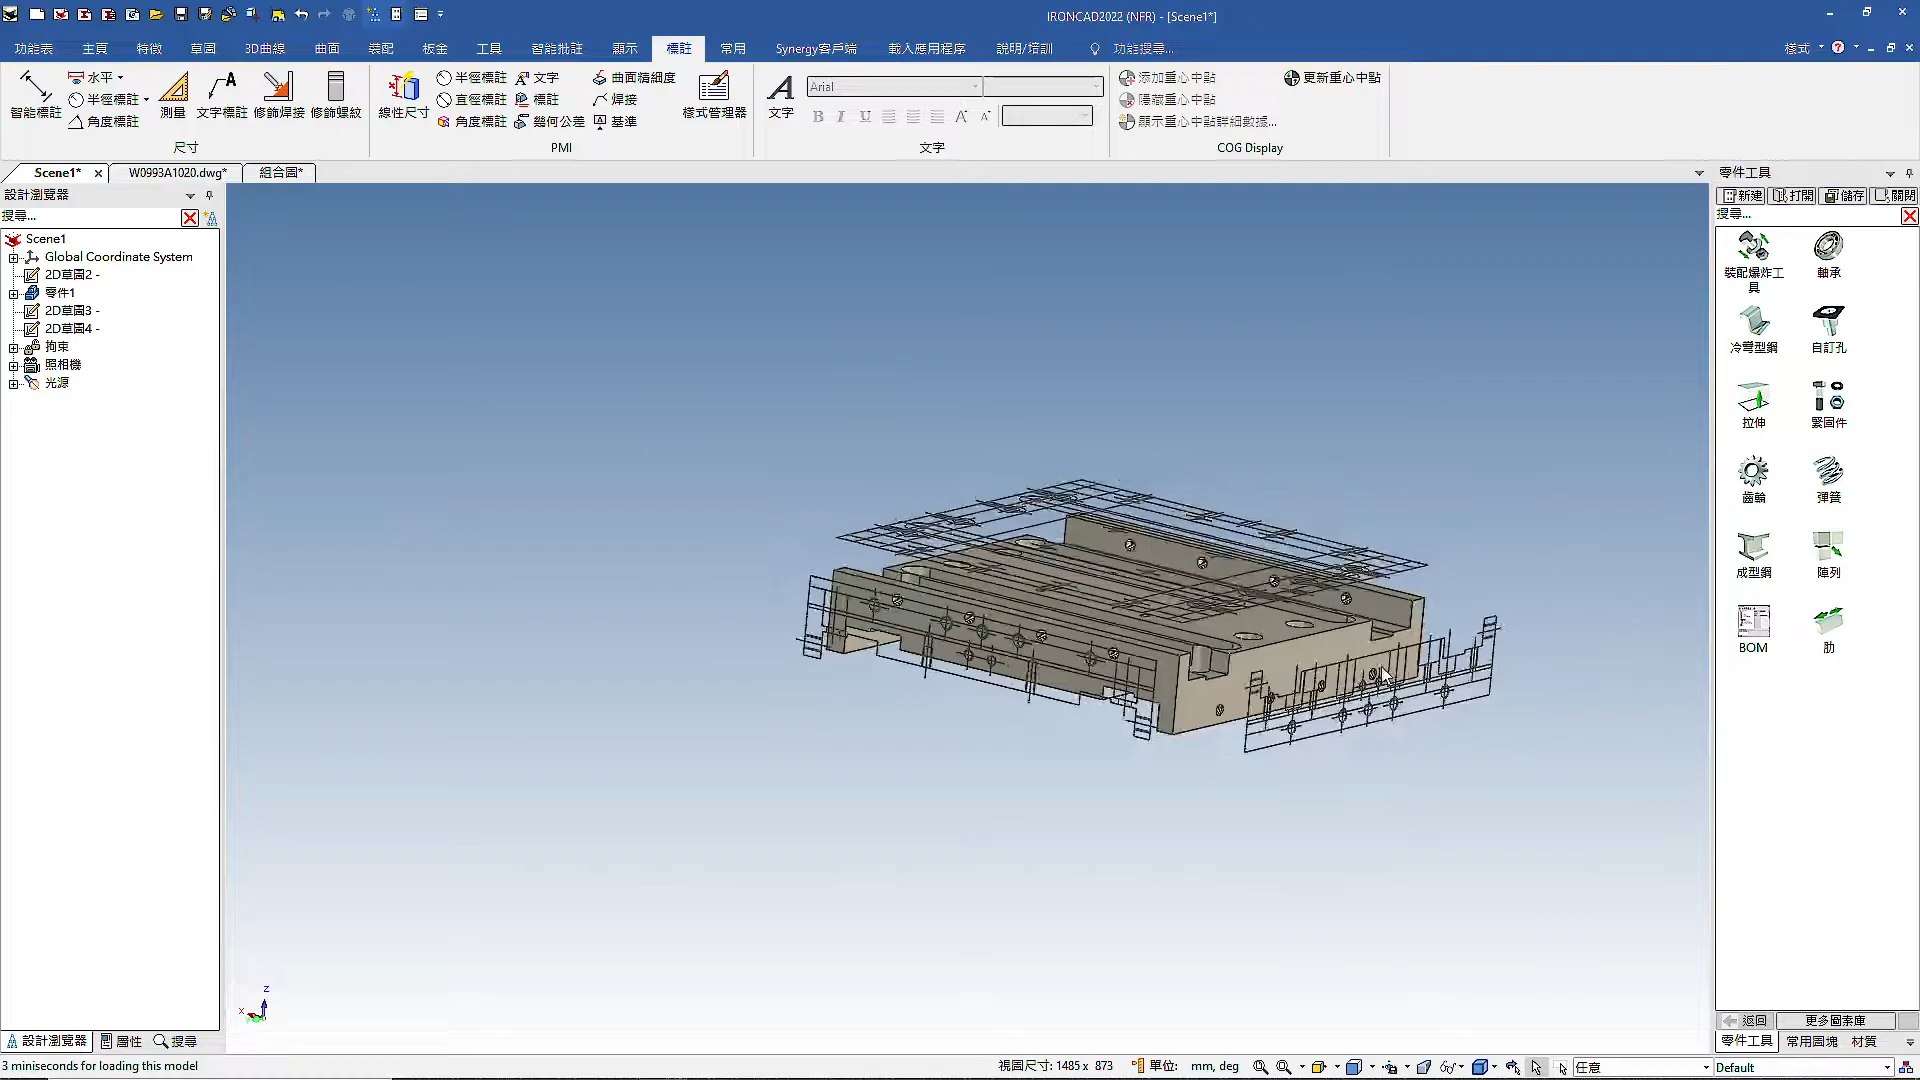 IRONCAD2022 (NFR) - [Scene1*]
功能表 主頁 特徵 草圖 3D曲線 曲面 裝配 鈑金 工具 智能批註 顯示 標註 常用 Synergy客戶端 載入應用程序 說明/培訓 功能搜尋... 樣式
智能標註 水平 半徑標註 角度標註 測量 文字標註 修飾焊接 修飾螺紋
線性尺寸 半徑標註 直徑標註 角度標註 文字 標註 幾何公差 曲面精細度 焊接 基準 樣式管理器
文字 Arial B I U A A
添加重心中點 隱藏重心中點 顯示重心中點詳細數據... 更新重心中點
尺寸 PMI 文字 COG Display
Scene1* W0993A1020.dwg* 組合圖*
設計瀏覽器
搜尋...
Scene1
Global Coordinate System
2D草圖2 -
零件1
2D草圖3 -
2D草圖4 -
拘束
照相機
光源
z
x
零件工具
新建 打開 儲存 關閉
搜尋...
裝配爆炸工具 軸承
冷彎型鋼 自訂孔
拉伸 緊固件
齒輪 彈簧
成型鋼 陣列
BOM 肋
返回 更多圖素庫
設計瀏覽器 屬性 搜尋
零件工具 常用圖塊 材質
3 miniseconds for loading this model
視圖尺寸: 1485 x 873 單位: mm, deg 任意 Default